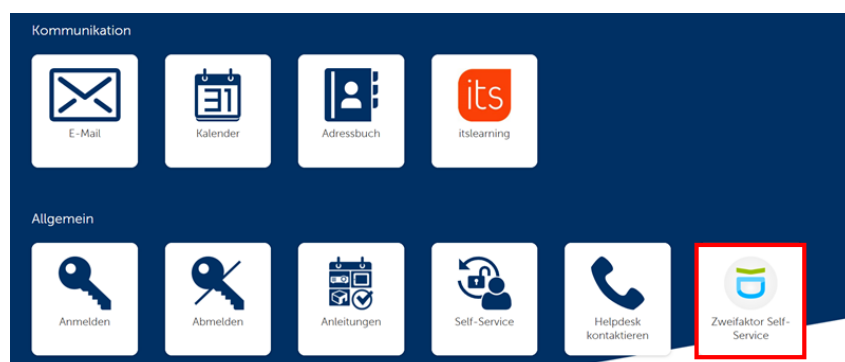 Kommunikation
31
its
E-Mail
Kalender
Adressbuch
itslearning
Allgemein
Anmelden
Abmelden
Anleitungen
Self-Service
Helpdesk
kontaktieren
Zweifaktor Self-
Service